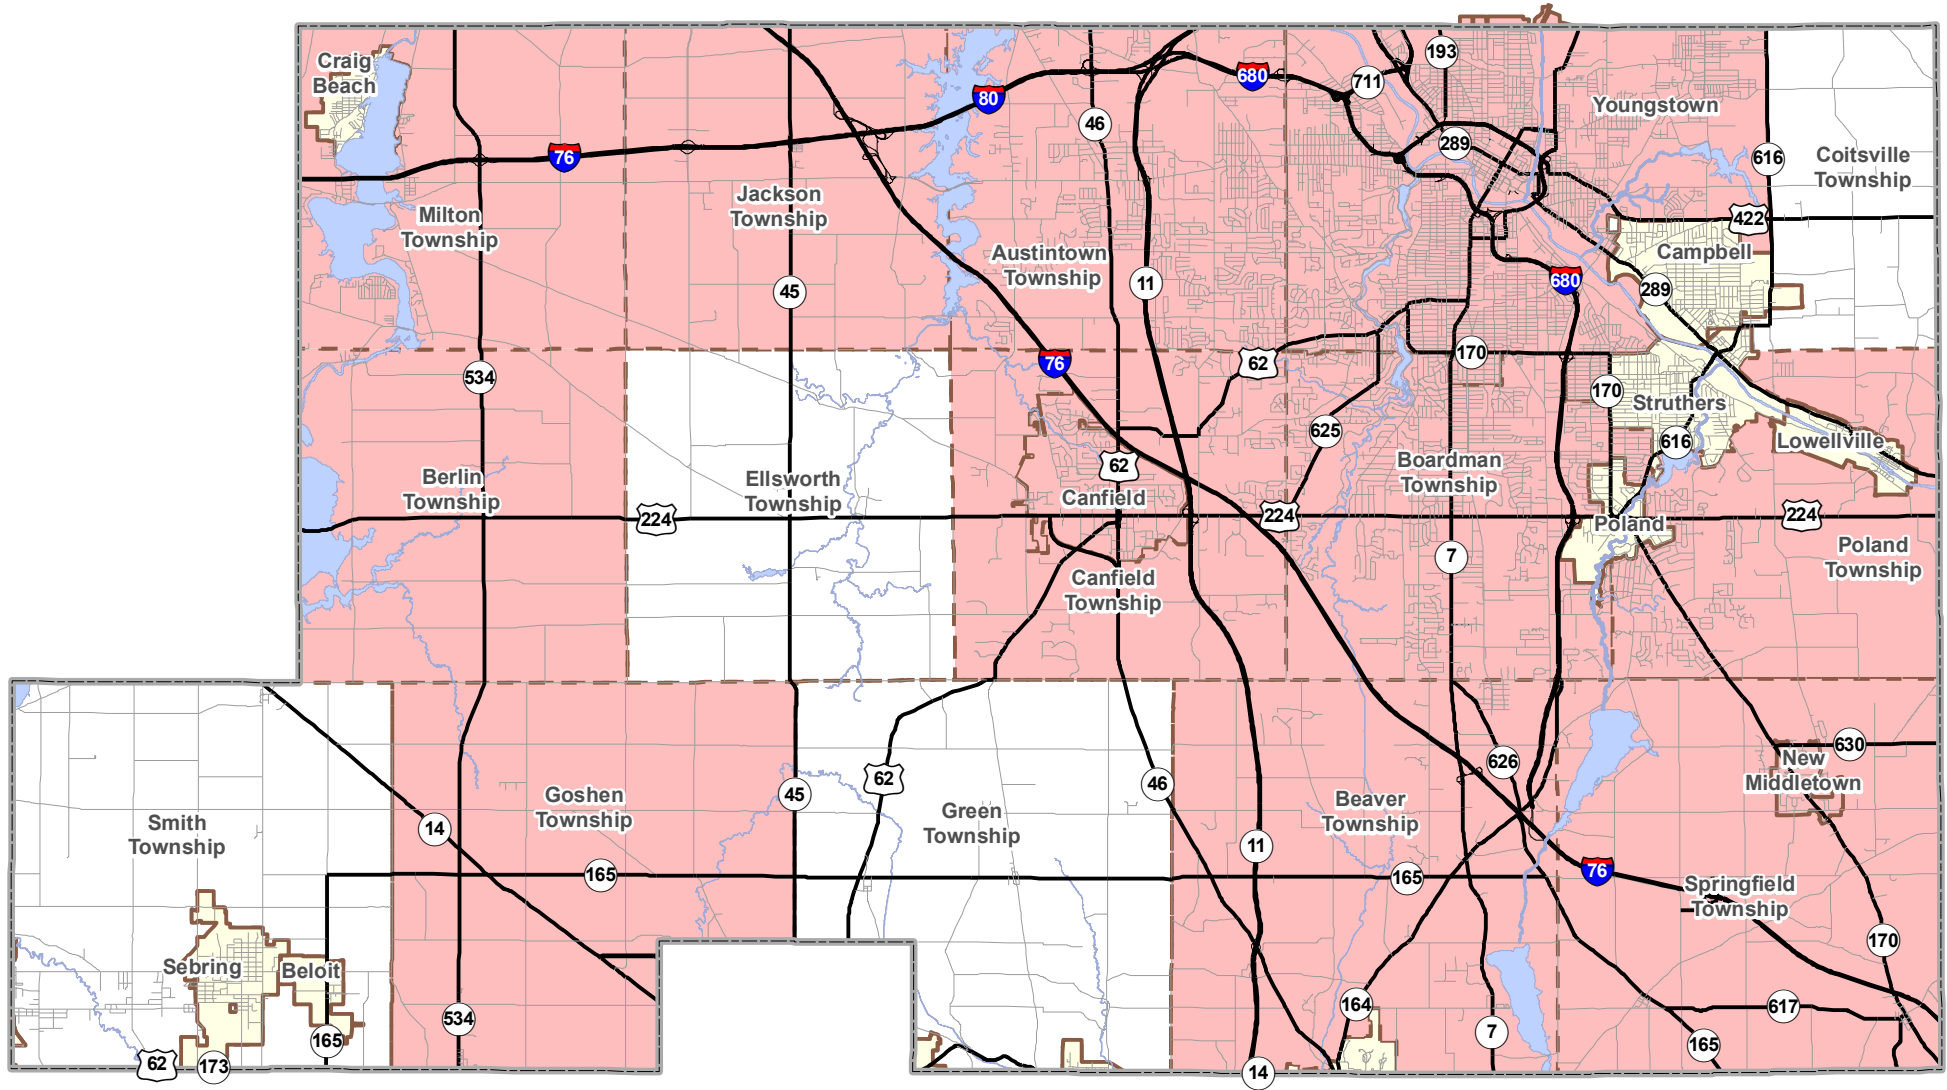 Craig
Beach
193
711
680
80
76
46
Youngstown
289
616
Coitsville
Township
Jackson
Township
Milton
Township
422
Austintown
Township
Campbell
45
11
680
289
534
76
62
170
170
Struthers
625
616
Lowellville
Berlin
Township
Ellsworth
Township
62
Boardman
Township
Canfield
224
224
Poland
224
7
Poland
Township
Canfield
Township
626
630
New
Middletown
62
46
45
Goshen
Township
Beaver
Township
Smith
Township
14
Green
Township
11
165
165
76
Springfield
Township
170
Sebring
Beloit
534
164
7
617
165
165
62
173
14